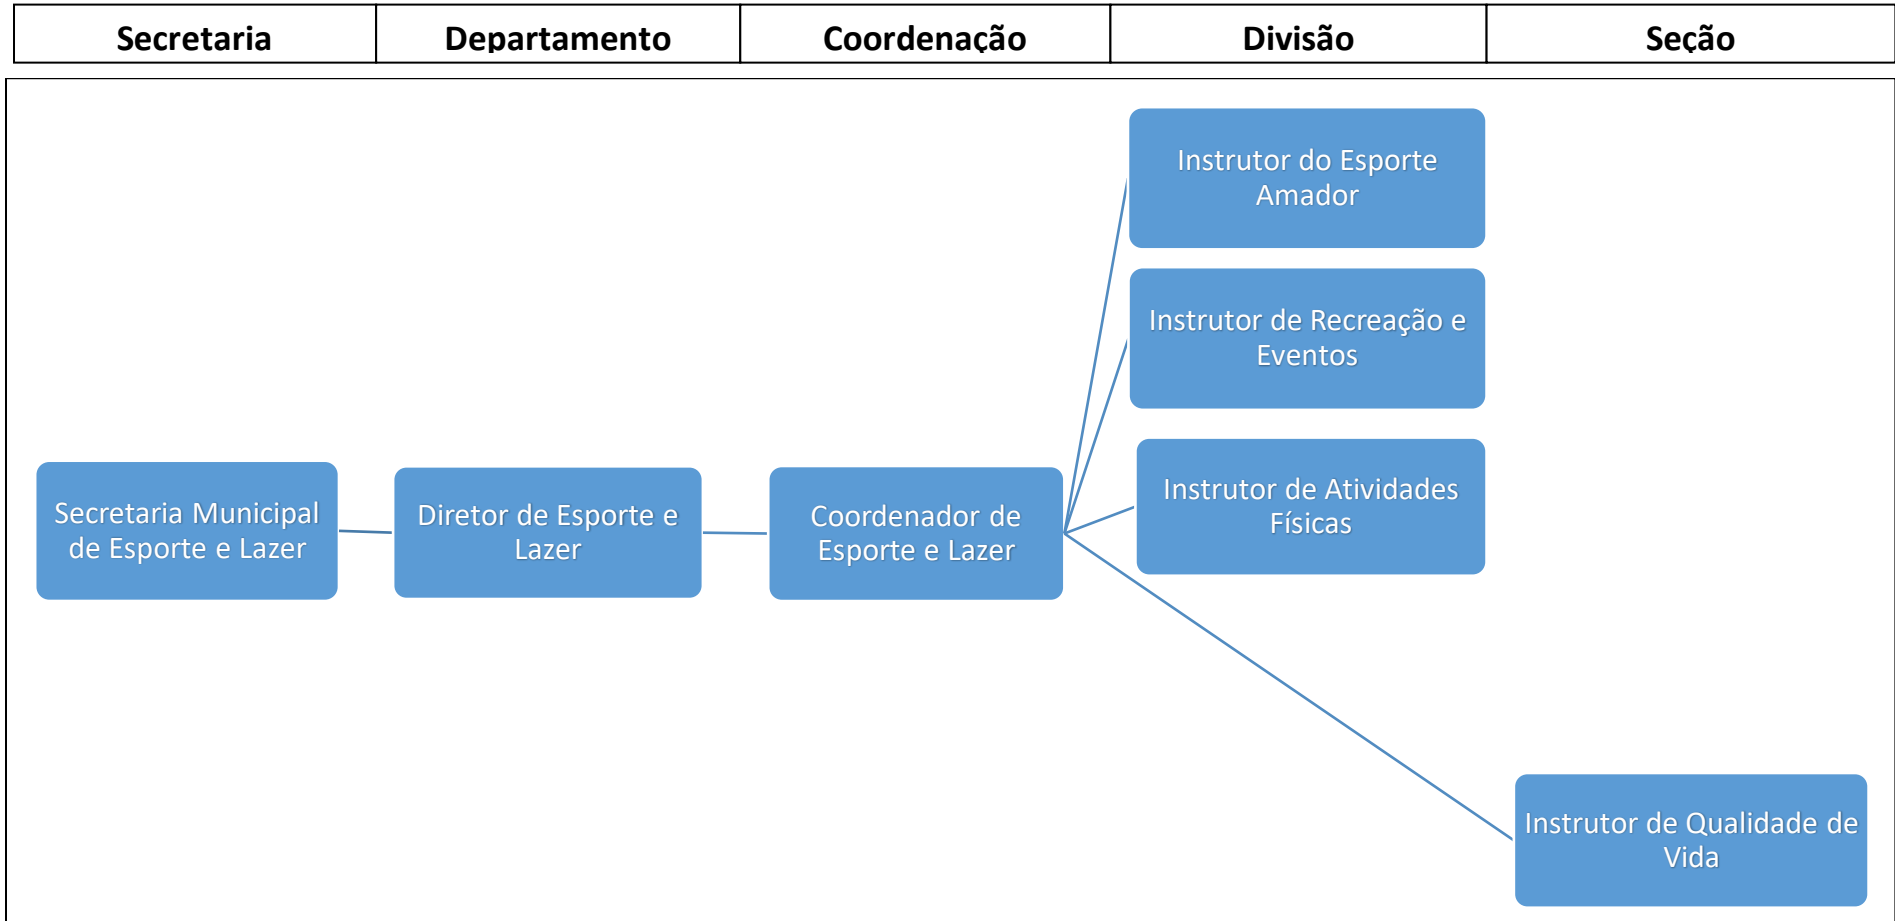 Secretaria
Departamento
Coordenação
Divisão
Seção
Instrutor do Esporte
Amador
Instrutor de Recreação e
Eventos
Instrutor de Atividades
Físicas
Secretaria Municipal
de Esporte e Lazer
Diretor de Esporte e
Lazer
Coordenador de
Esporte e Lazer
Instrutor de Qualidade de
Vida